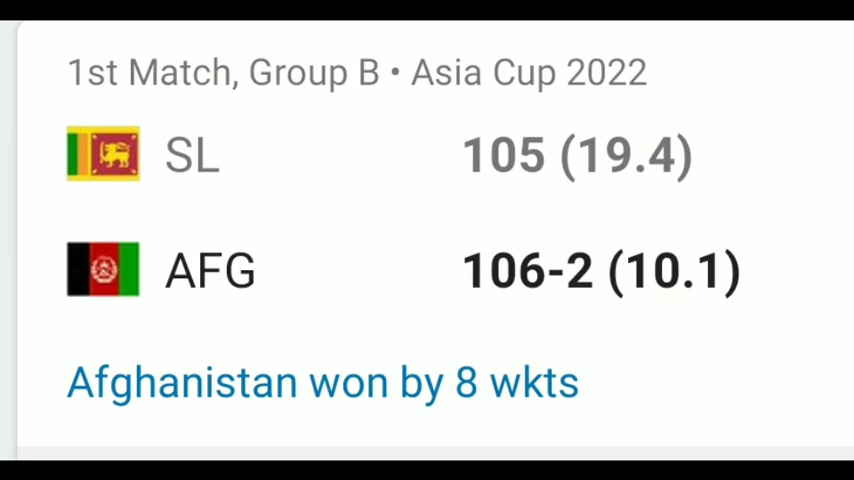 1st Match, Group B • Asia Cup 2022
SL 105 (19.4)
AFG 106-2 (10.1)
Afghanistan won by 8 wkts